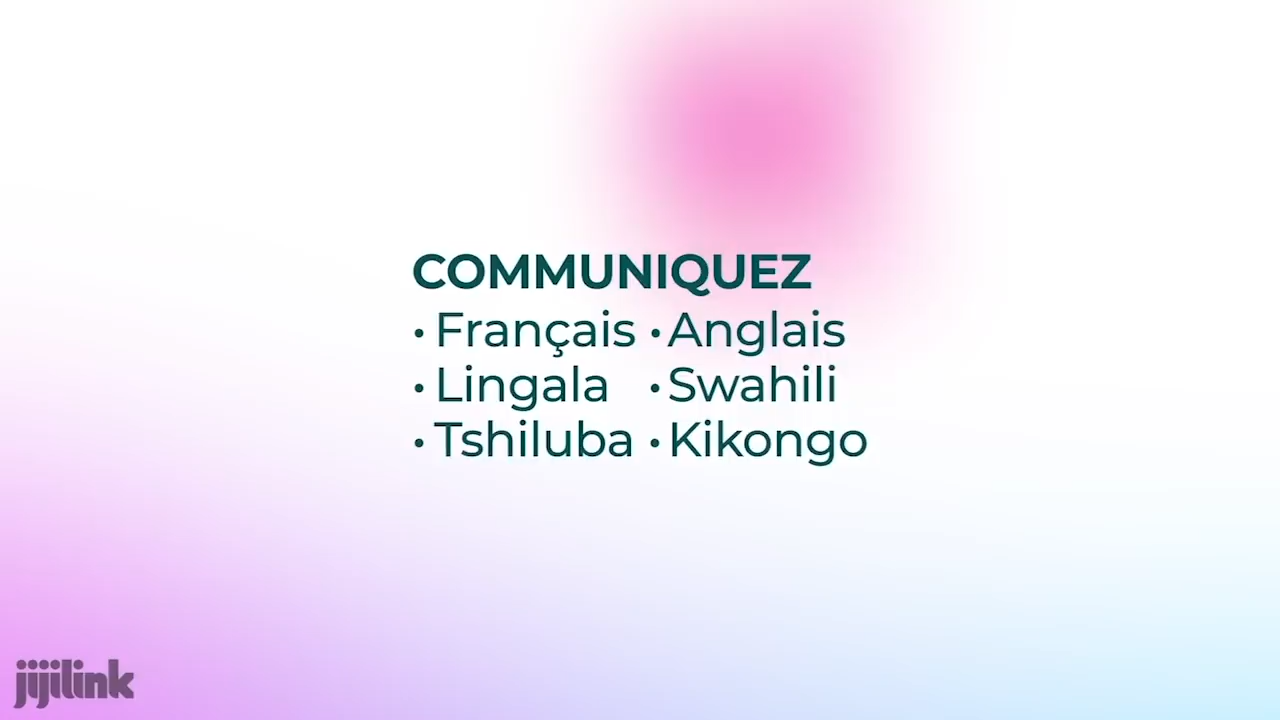 COMMUNIQUEZ
• Français • Anglais
• Lingala • Swahili
• Tshiluba • Kikongo
jijilink